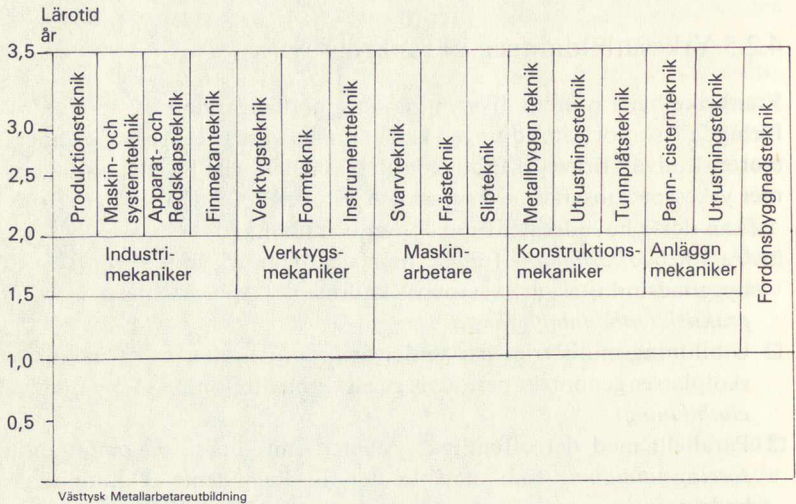 Lärotid
år
3,5
3,0
2,5
2,0
1,5
1,0
0,5
Produktionsteknik
Maskin- och
systemteknik
Apparat- och
Redskapsteknik
Finmekanteknik
Verktygsteknik
Formteknik
Instrumentteknik
Svarvteknik
Frästeknik
Slipteknik
Metallbyggn teknik
Utrustningsteknik
Tunnplåtsteknik
Pann- cisternteknik
Utrustningsteknik
Fordonsbyggnadsteknik
Industri-
mekaniker
Verktygs-
mekaniker
Maskin-
arbetare
Konstruktions-
mekaniker
Anläggn
mekaniker
Västtysk Metallarbetareutbildning